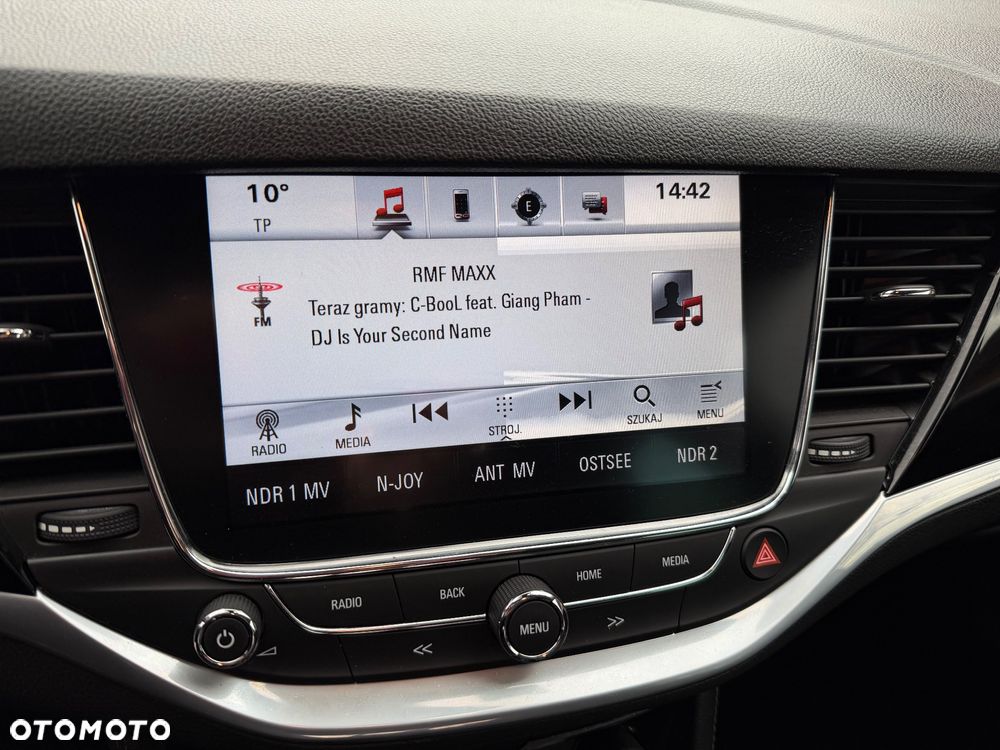 10°
TP
E
14:42
RMF MAXX
Teraz gramy: C-BooL feat. Giang Pham -
DJ Is Your Second Name
FM
RADIO
MEDIA
STROJ.
SZUKAJ
MENU
NDR 1 MV
N-JOY
ANT MV
OSTSEE
NDR 2
RADIO
BACK
HOME
MEDIA
MENU
OTOMOTO